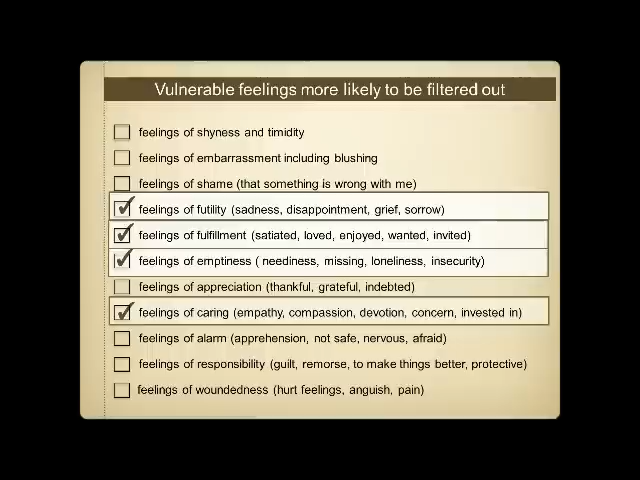 Vulnerable feelings more likely to be filtered out
feelings of shyness and timidity
feelings of embarrassment including blushing
feelings of shame (that something is wrong with me)
feelings of futility (sadness, disappointment, grief, sorrow)
feelings of fulfillment (satiated, loved, enjoyed, wanted, invited)
feelings of emptiness ( neediness, missing, loneliness, insecurity)
feelings of appreciation (thankful, grateful, indebted)
feelings of caring (empathy, compassion, devotion, concern, invested in)
feelings of alarm (apprehension, not safe, nervous, afraid)
feelings of responsibility (guilt, remorse, to make things better, protective)
feelings of woundedness (hurt feelings, anguish, pain)